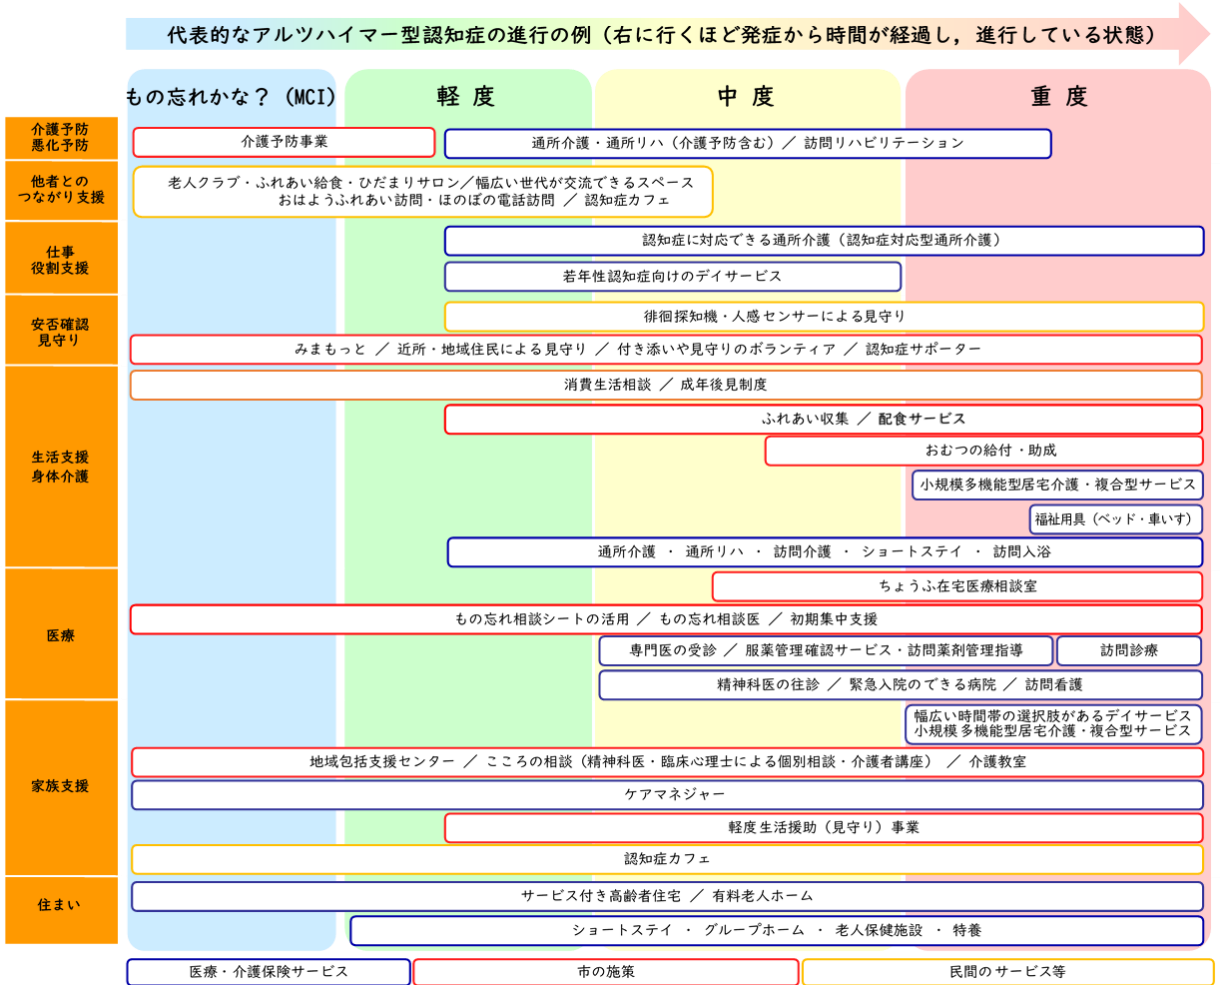 代表的なアルツハイマー型認知症の進行の例（右に行くほど発症から時間が経過し，進行している状態）
もの忘れかな？（MCI）
軽 度
中 度
重 度
介護予防
悪化予防
介護予防事業
通所介護・通所リハ（介護予防含む）／ 訪問リハビリテーション
他者との
つながり支援
老人クラブ・ふれあい給食・ひだまりサロン／幅広い世代が交流できるスペース
おはようふれあい訪問・ほのぼの電話訪問 ／ 認知症カフェ
仕事
役割支援
認知症に対応できる通所介護（認知症対応型通所介護）
若年性認知症向けのデイサービス
安否確認
見守り
徘徊探知機・人感センサーによる見守り
みまもっと ／ 近所・地域住民による見守り ／ 付き添いや見守りのボランティア ／ 認知症サポーター
生活支援
身体介護
消費生活相談 ／ 成年後見制度
ふれあい収集 ／ 配食サービス
おむつの給付・助成
小規模多機能型居宅介護・複合型サービス
福祉用具（ベッド・車いす）
通所介護 ・ 通所リハ ・ 訪問介護 ・ ショートステイ ・ 訪問入浴
医療
ちょうふ在宅医療相談室
もの忘れ相談シートの活用 ／ もの忘れ相談医 ／ 初期集中支援
専門医の受診 ／ 服薬管理確認サービス・訪問薬剤管理指導
訪問診療
精神科医の往診 ／ 緊急入院のできる病院 ／ 訪問看護
家族支援
幅広い時間帯の選択肢があるデイサービス
小規模多機能型居宅介護・複合型サービス
地域包括支援センター ／ こころの相談（精神科医・臨床心理士による個別相談・介護者講座） ／ 介護教室
ケアマネジャー
軽度生活援助（見守り）事業
認知症カフェ
住まい
サービス付き高齢者住宅 ／ 有料老人ホーム
ショートステイ ・ グループホーム ・ 老人保健施設 ・ 特養
医療・介護保険サービス
市の施策
民間のサービス等